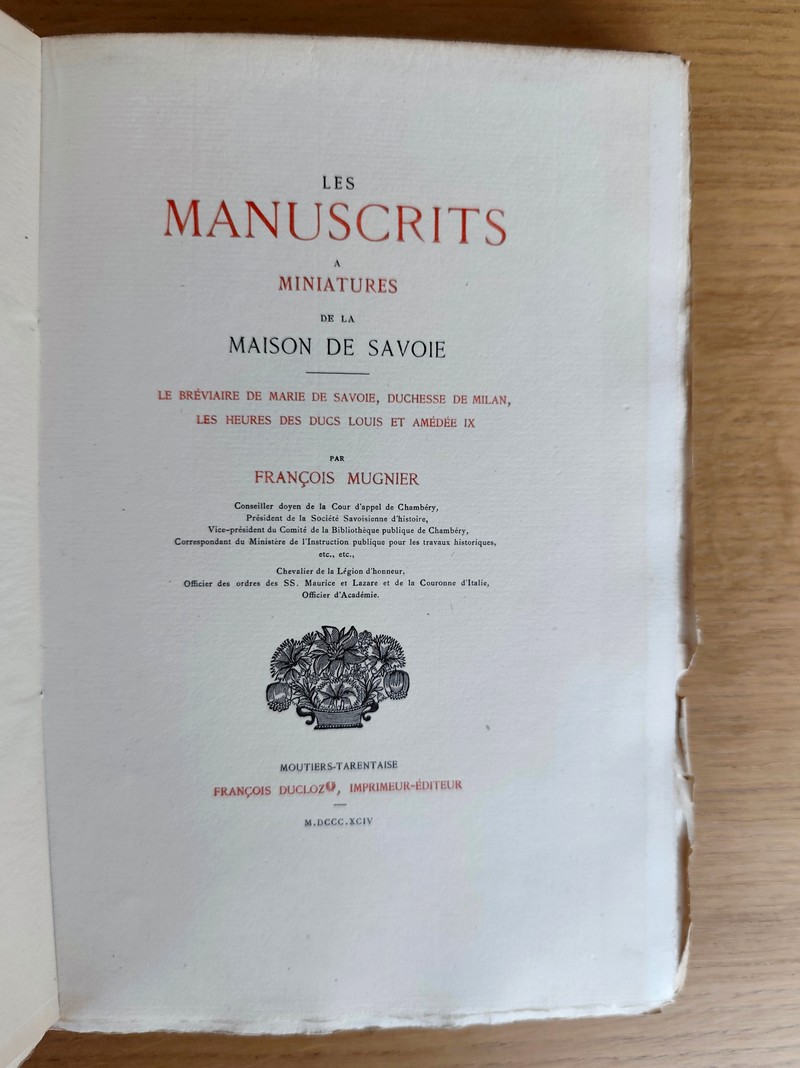 LES
MANUSCRITS
A
MINIATURES
DE LA
MAISON DE SAVOIE
LE BRÉVIAIRE DE MARIE DE SAVOIE, DUCHESSE DE MILAN,
LES HEURES DES DUCS LOUIS ET AMÉDÉE IX
PAR
FRANÇOIS MUGNIER
Conseiller doyen de la Cour d'appel de Chambéry,
Président de la Société Savoisienne d'histoire,
Vice-président du Comité de la Bibliothèque publique de Chambéry,
Correspondant du Ministère de l'Instruction publique pour les travaux historiques,
etc., etc.,
Chevalier de la Légion d'honneur,
Officier des ordres des SS. Maurice et Lazare et de la Couronne d'Italie,
Officier d'Académie.
MOUTIERS-TARENTAISE
FRANÇOIS DUCLOZ, IMPRIMEUR-ÉDITEUR
M.DCCC.XCIV